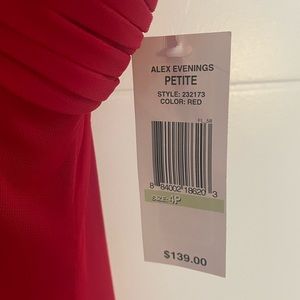 ALEX EVENINGS
PETITE
STYLE: 232173
COLOR: RED
8 84002 18620 3
SIZE: 4P
$139.00